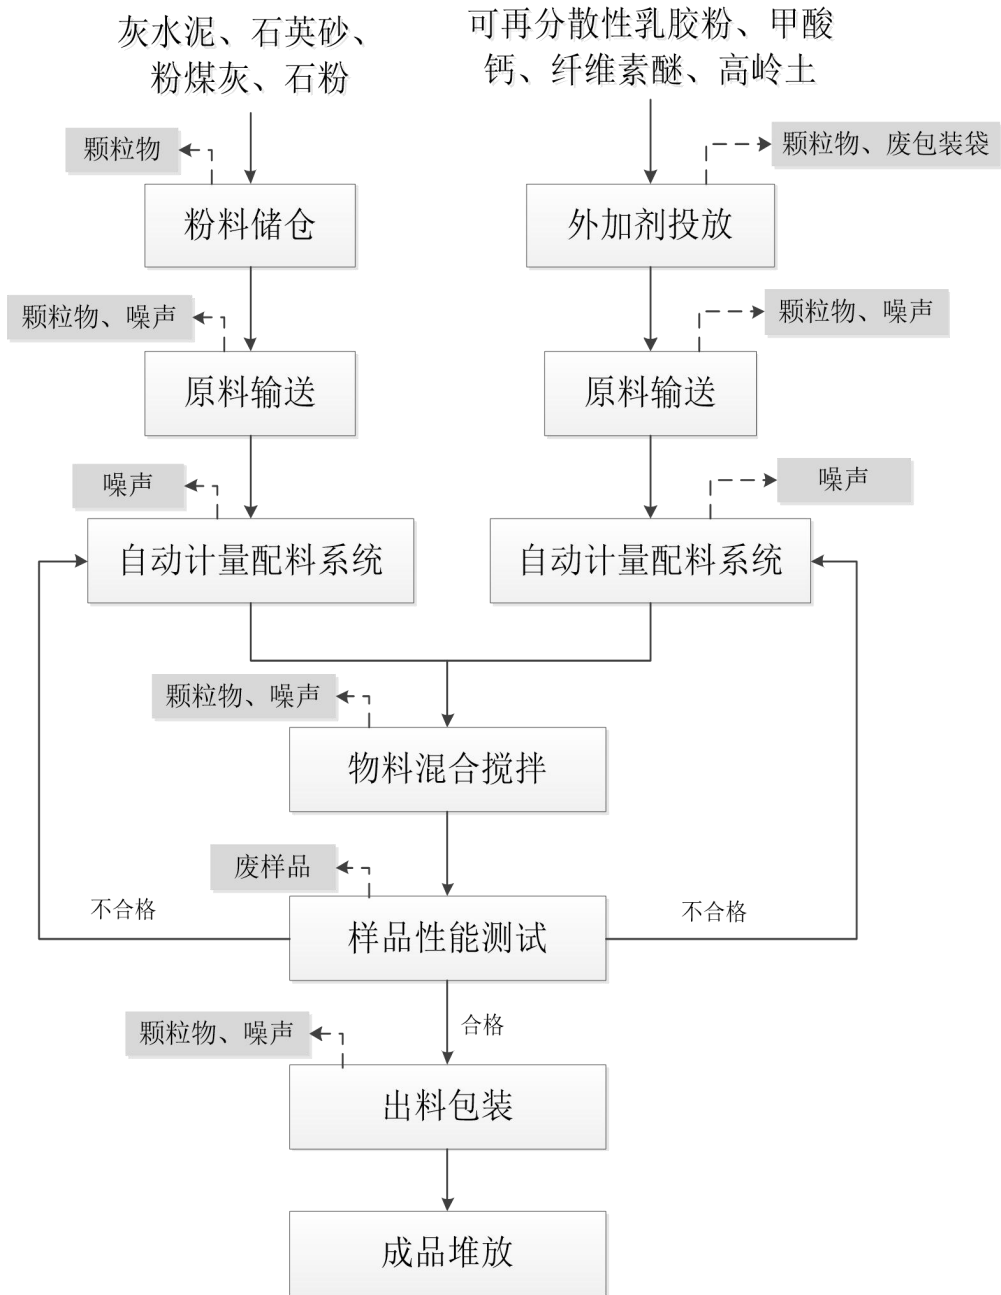 灰水泥、石英砂、
粉煤灰、石粉
可再分散性乳胶粉、甲酸
钙、纤维素醚、高岭土
颗粒物
颗粒物、废包装袋
粉料储仓
外加剂投放
颗粒物、噪声
颗粒物、噪声
原料输送
原料输送
噪声
噪声
自动计量配料系统
自动计量配料系统
颗粒物、噪声
物料混合搅拌
废样品
不合格
不合格
样品性能测试
合格
颗粒物、噪声
出料包装
成品堆放